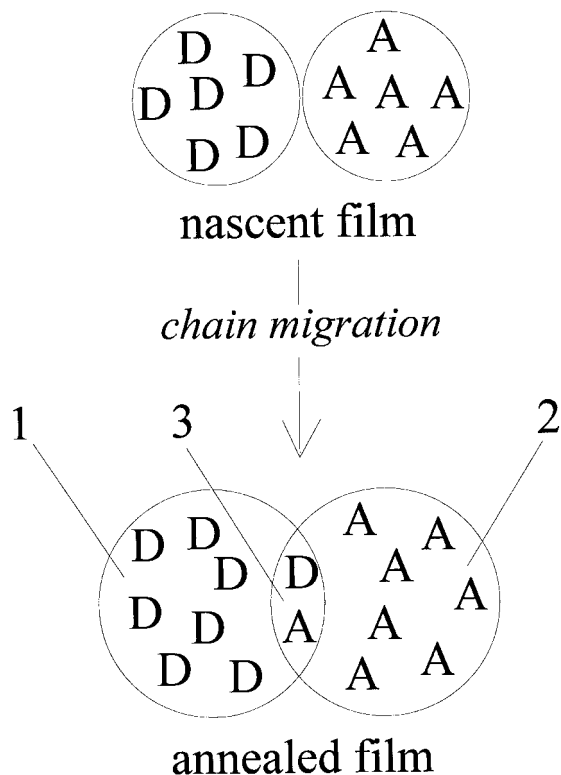 D A
D A
D D A A A
D D A A
nascent film
chain migration
1 3 2
D D A A
D D A A
D D A A A
D D A A
annealed film